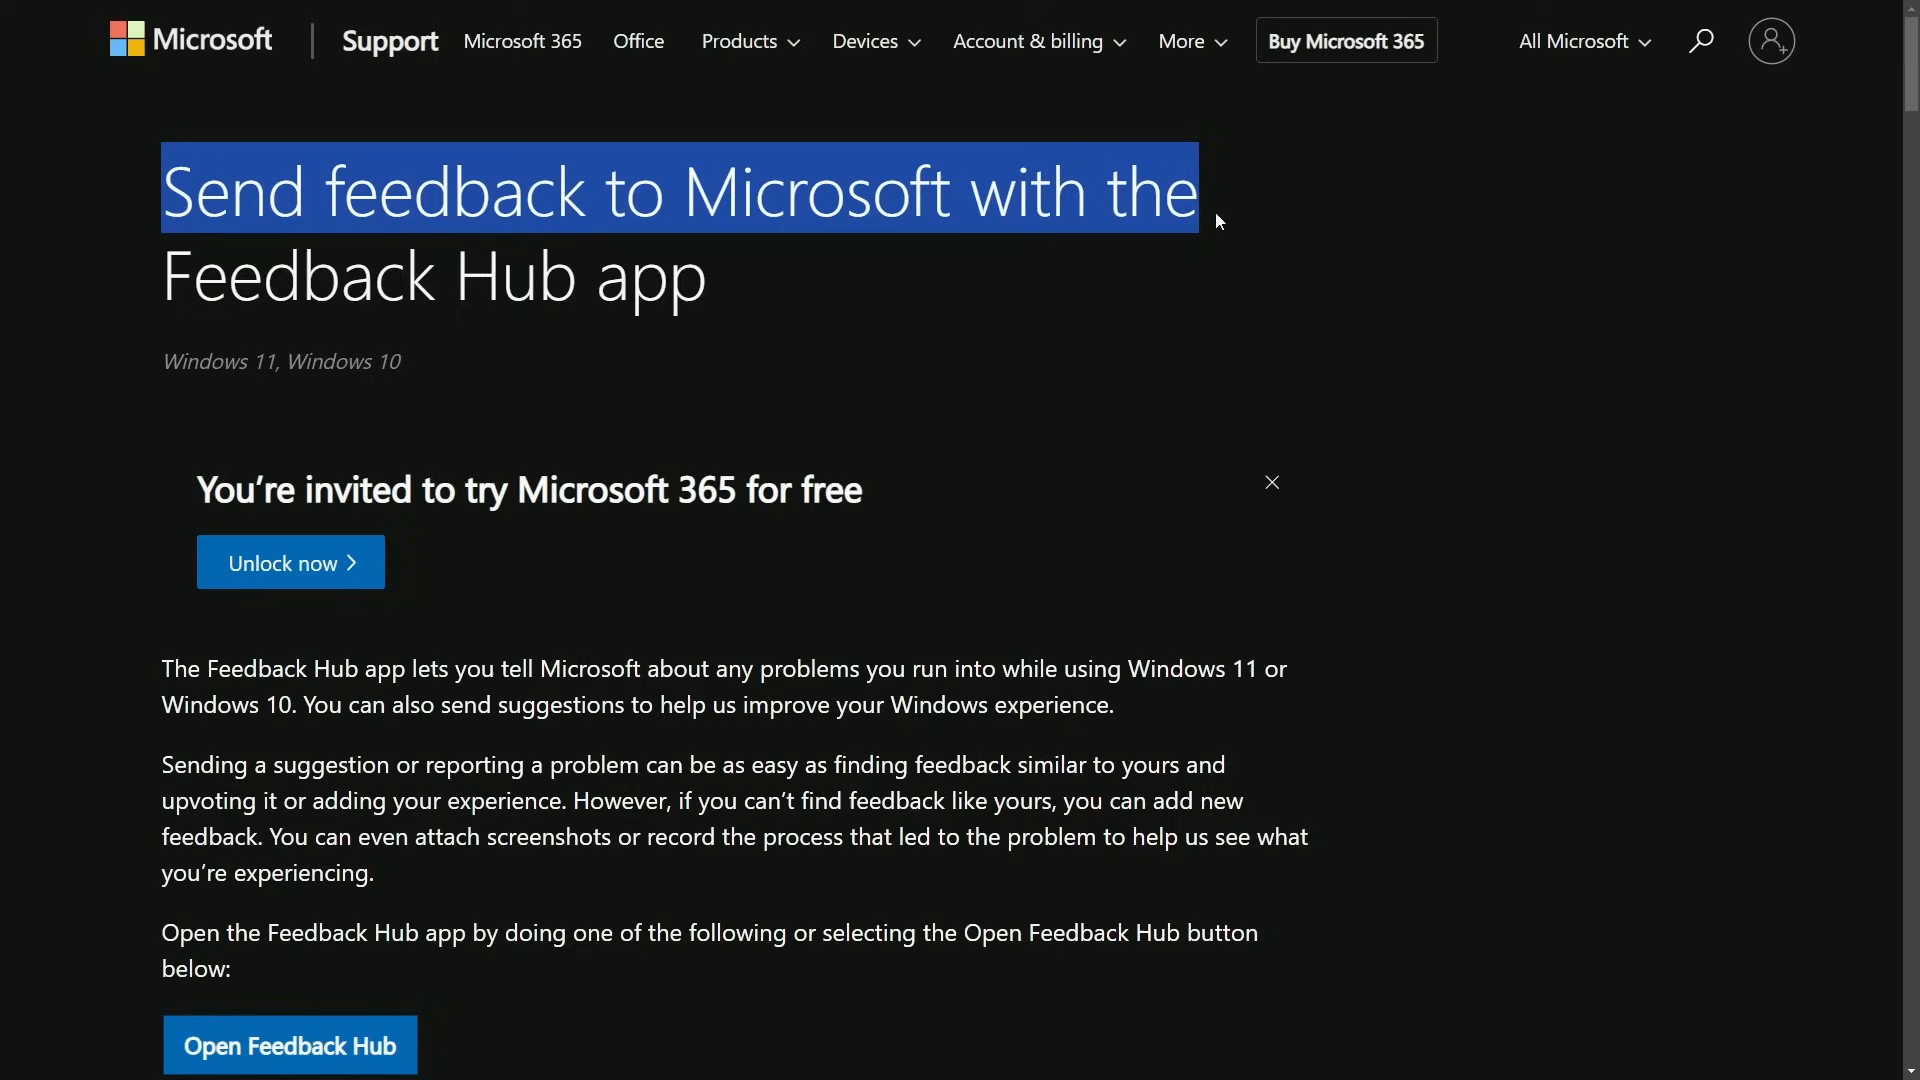 Microsoft Support Microsoft 365 Office Products Devices Account & billing More Buy Microsoft 365 All Microsoft
Send feedback to Microsoft with the
Feedback Hub app
Windows 11, Windows 10
You're invited to try Microsoft 365 for free
Unlock now
The Feedback Hub app lets you tell Microsoft about any problems you run into while using Windows 11 or
Windows 10. You can also send suggestions to help us improve your Windows experience.
Sending a suggestion or reporting a problem can be as easy as finding feedback similar to yours and
upvoting it or adding your experience. However, if you can't find feedback like yours, you can add new
feedback. You can even attach screenshots or record the process that led to the problem to help us see what
you're experiencing.
Open the Feedback Hub app by doing one of the following or selecting the Open Feedback Hub button
below:
Open Feedback Hub